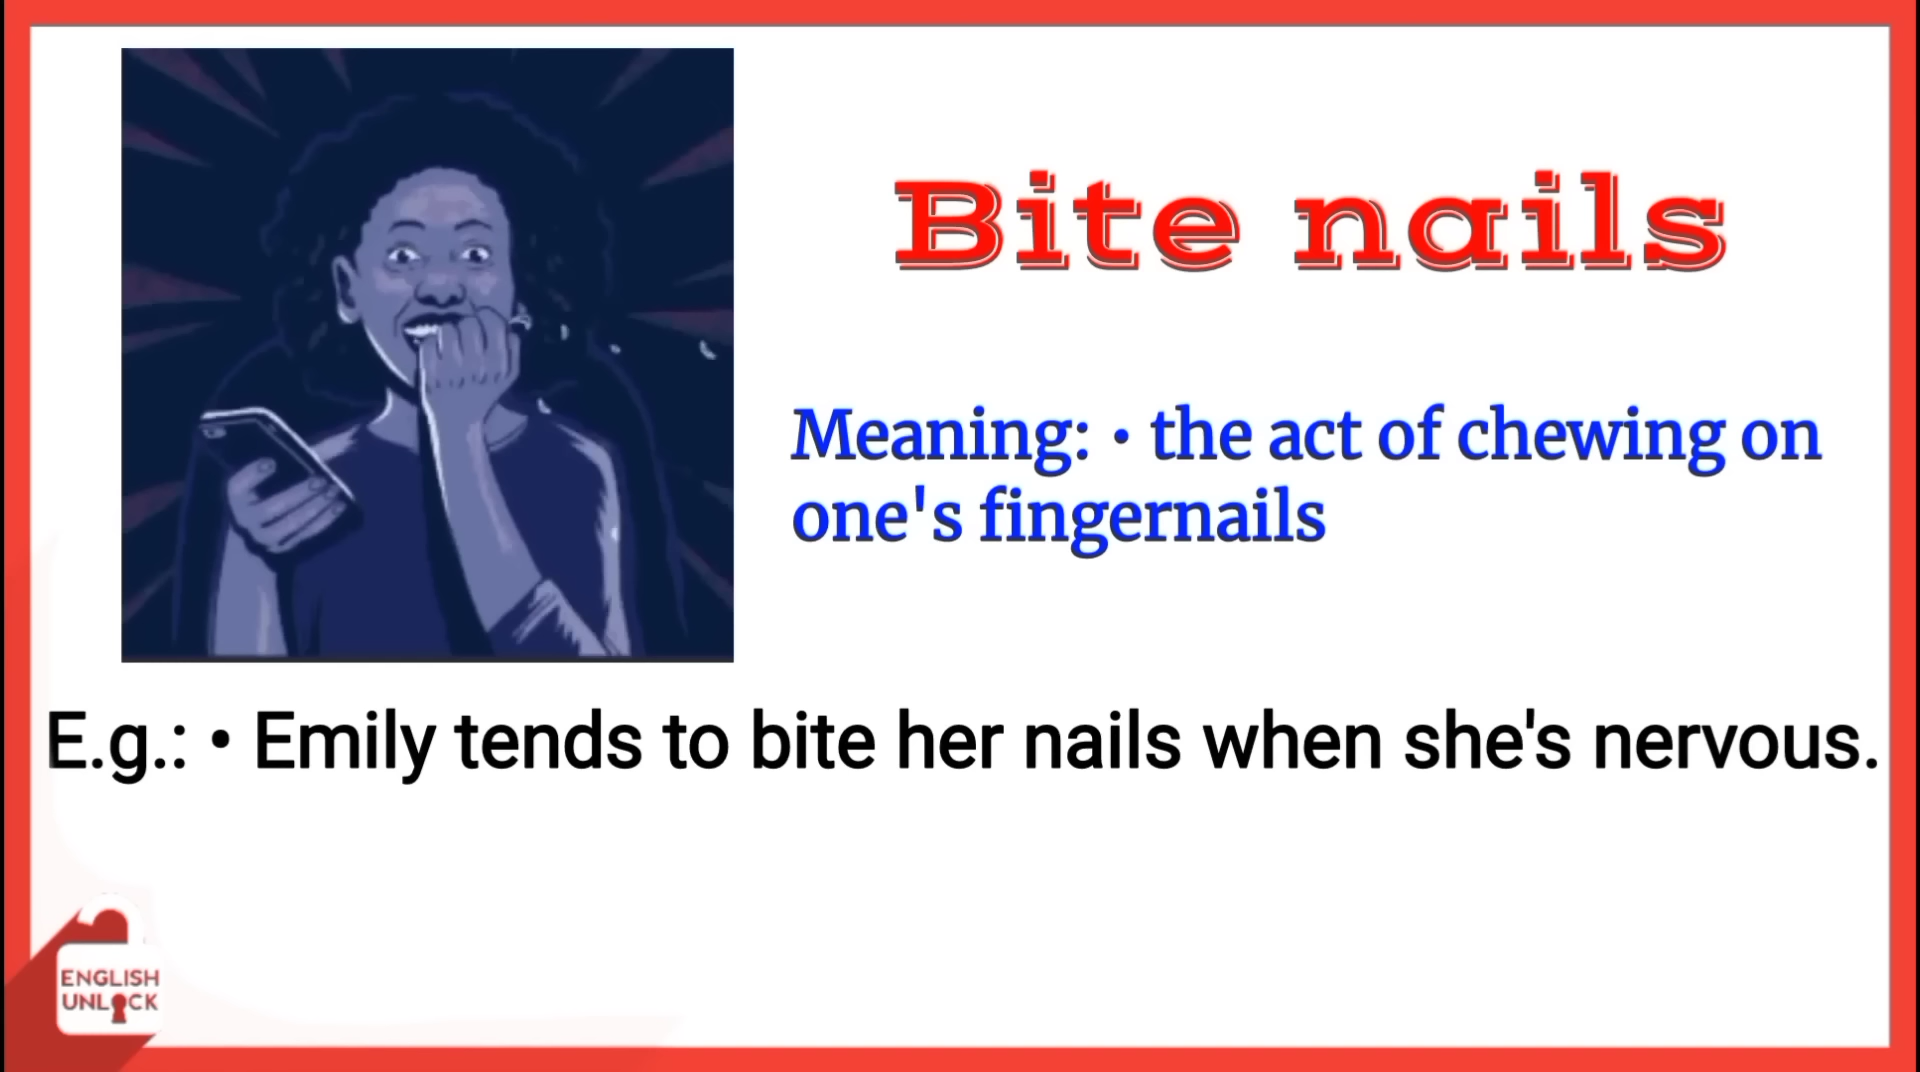 Bite nails
Meaning: • the act of chewing on
one's fingernails
E.g.: • Emily tends to bite her nails when she's nervous.
ENGLISH
UNLOCK